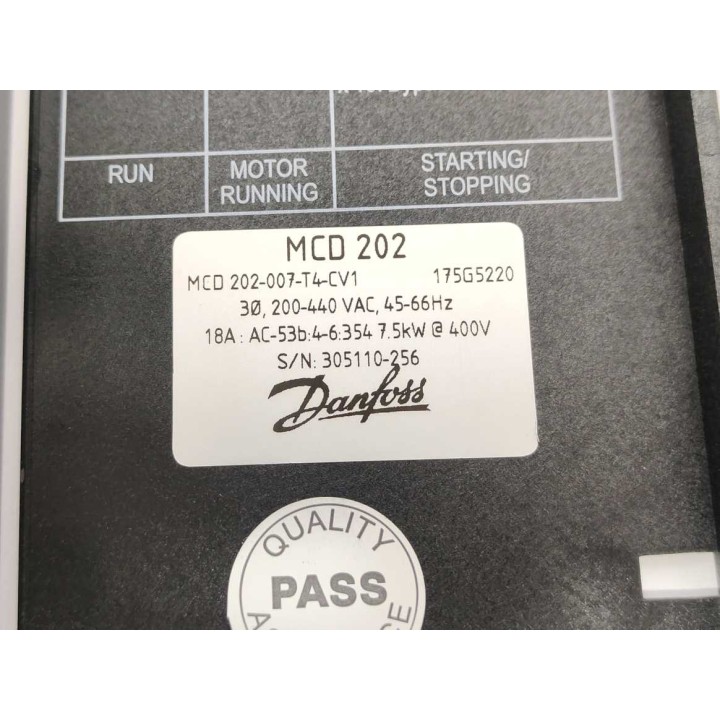 RUN
MOTOR
RUNNING
STARTING/
STOPPING
MCD 202
MCD 202-007-T4-CV1 175G5220
3Ø, 200-440 VAC, 45-66Hz
18A : AC-53b:4-6:354 7.5kW @ 400V
S/N: 305110-256
Danfoss
QUALITY
PASS